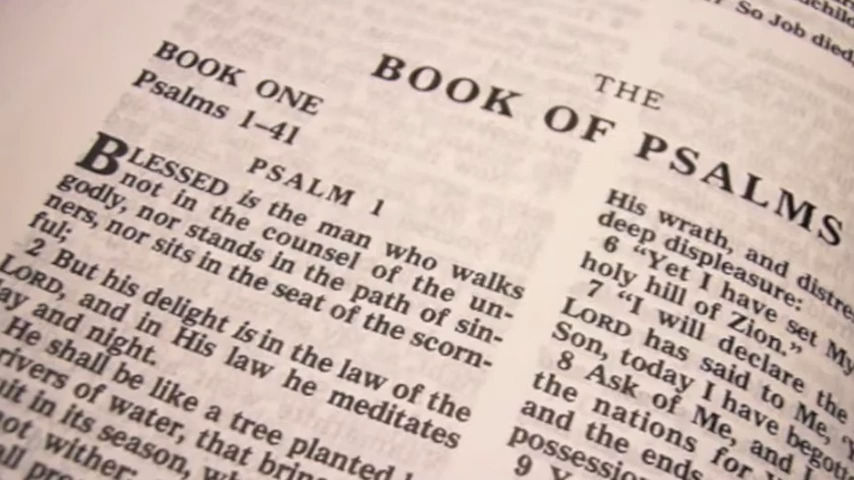 So Job died,
THE
BOOK OF PSALMS
BOOK ONE
Psalms 1–41
PSALM 1
BLESSED is the man who walks
not in the counsel of the un-
godly, nor stands in the path of sin-
ners, nor sits in the seat of the scorn-
ful;
2 But his delight is in the law of the
LORD, and in His law he meditates
day and night.
He shall be like a tree planted
rivers of water, that
in its season,
not wither;
His wrath, and
deep displeasure:
6 “Yet I have set My
holy hill of Zion.”
7 “I will declare the
LORD has said to Me,
Son, today I have
8 Ask of Me, and I
the nations for
and the ends
9